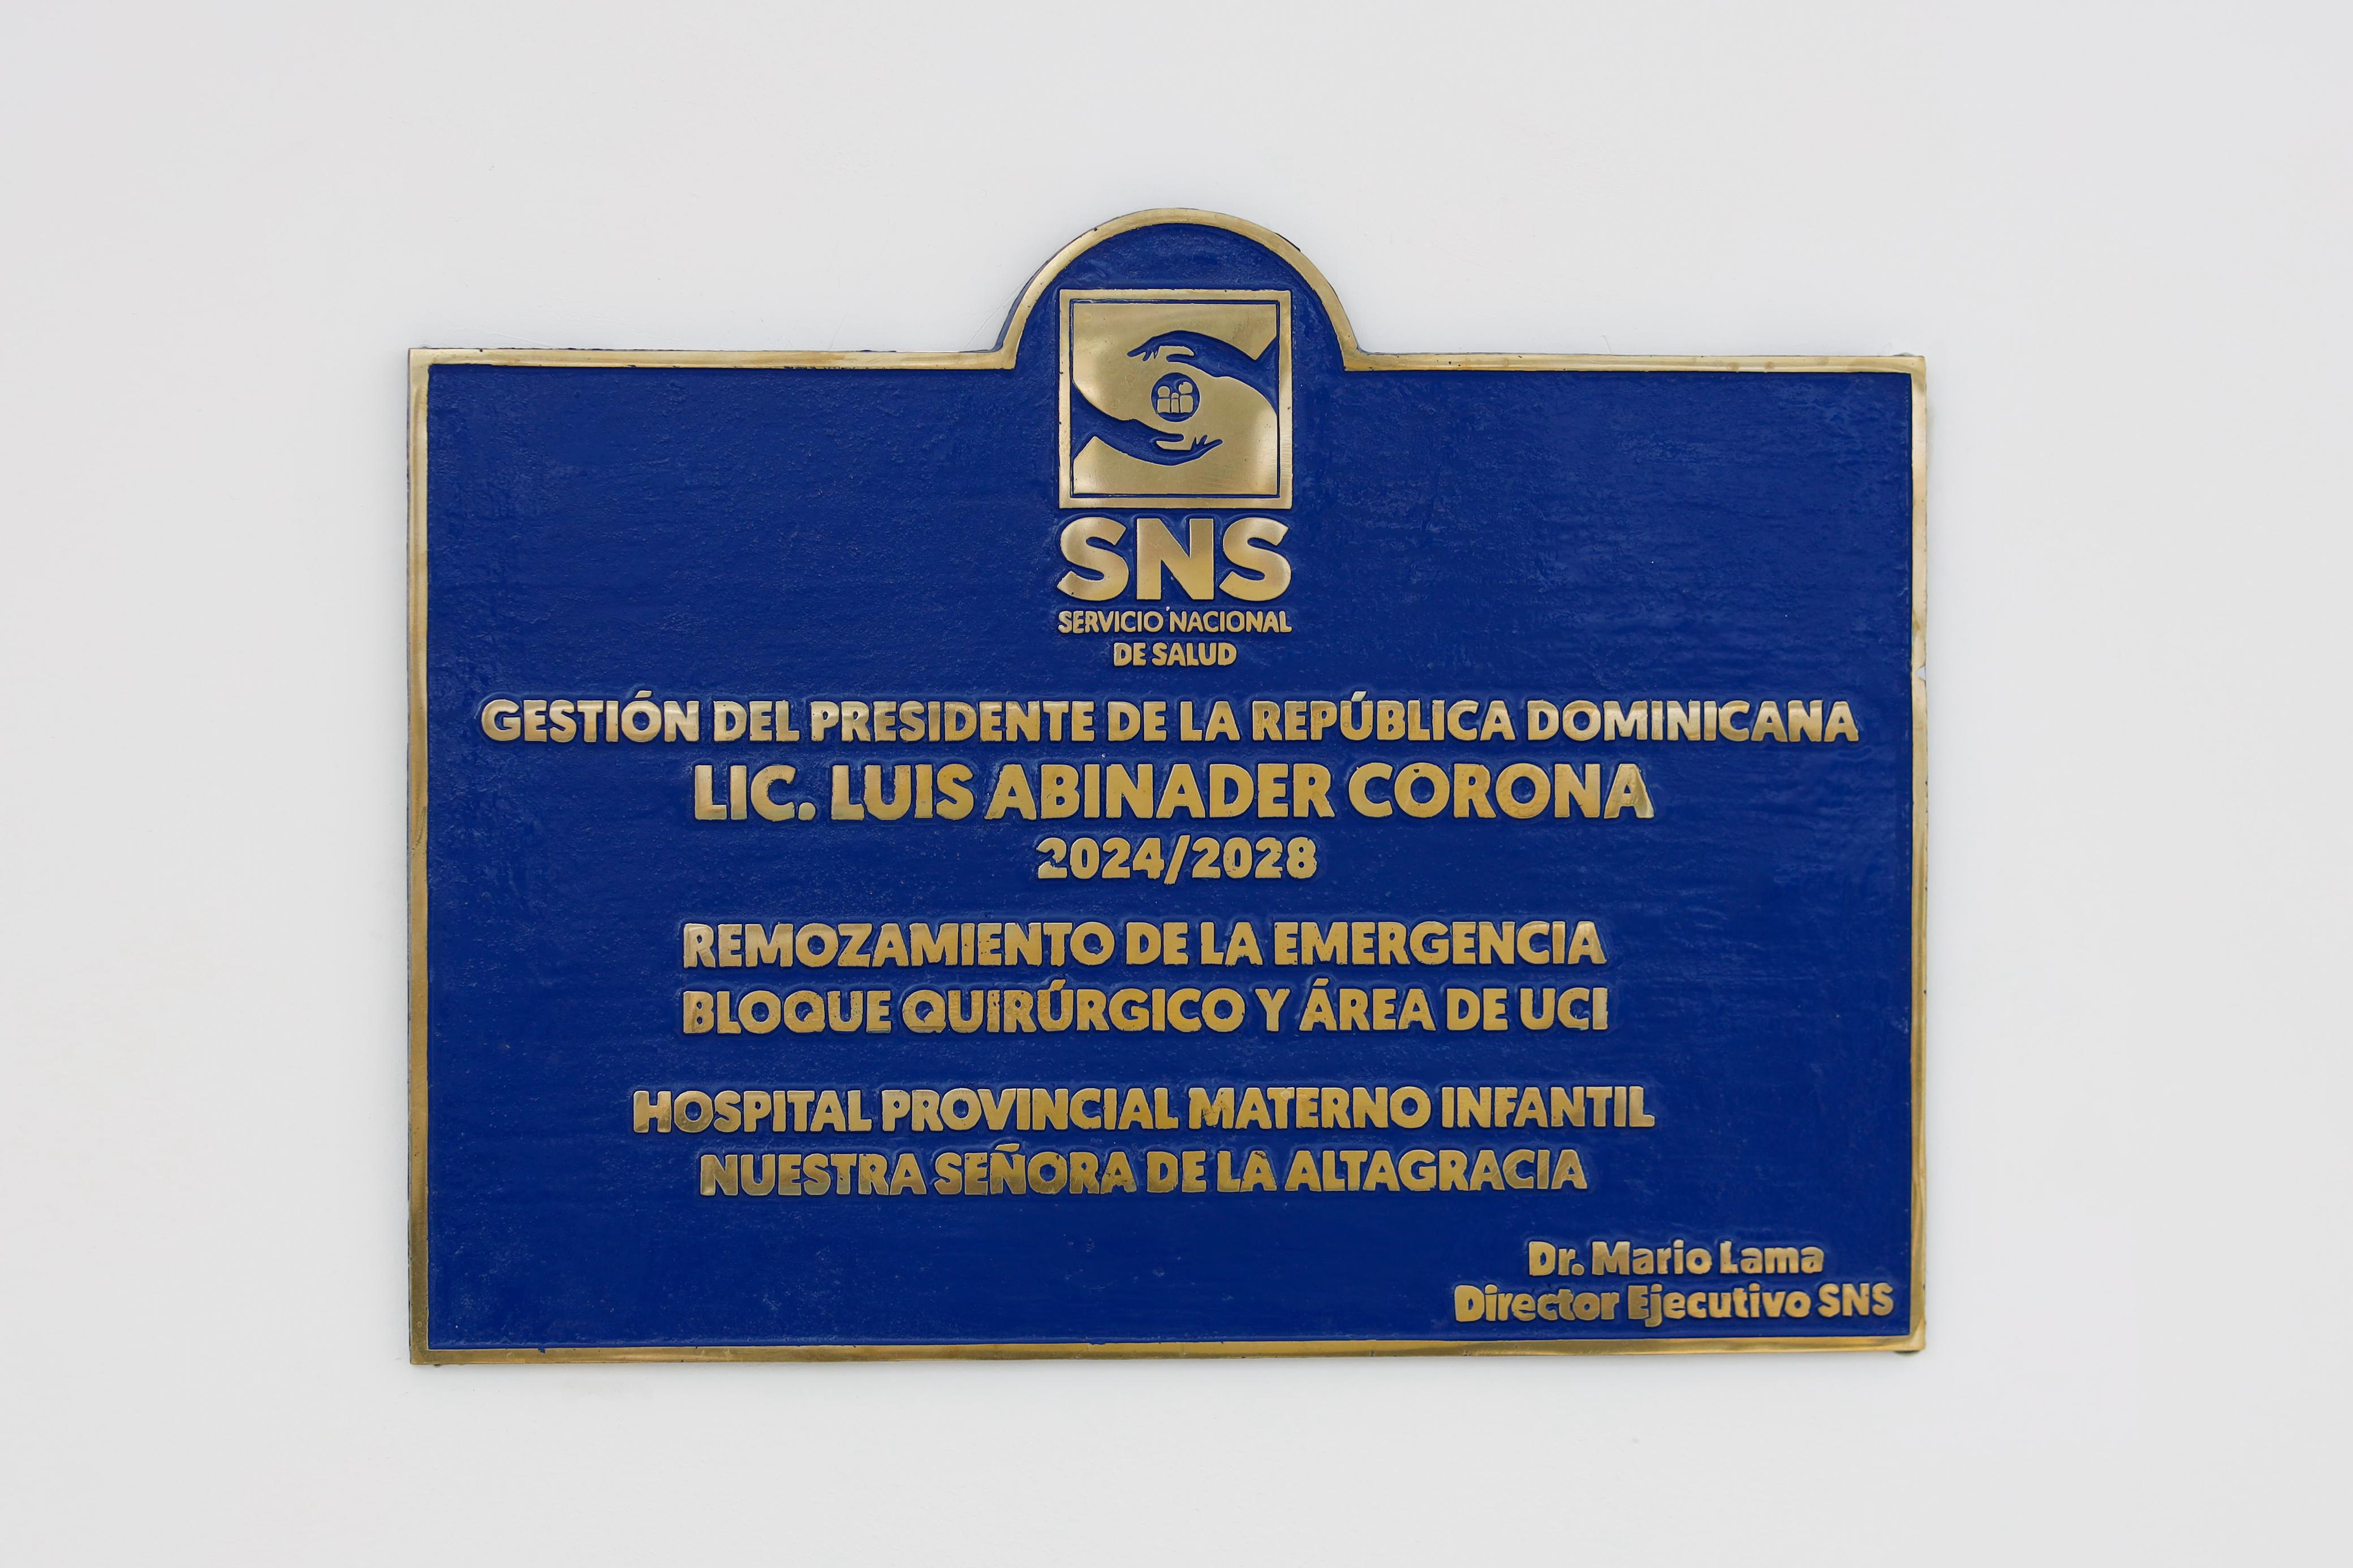 SNS
SERVICIO NACIONAL
DE SALUD
GESTIÓN DEL PRESIDENTE DE LA REPÚBLICA DOMINICANA
LIC. LUIS ABINADER CORONA
2024/2028
REMOZAMIENTO DE LA EMERGENCIA
BLOQUE QUIRÚRGICO Y ÁREA DE UCI
HOSPITAL PROVINCIAL MATERNO INFANTIL
NUESTRA SEÑORA DE LA ALTAGRACIA
Dr. Mario Lama
Director Ejecutivo SNS